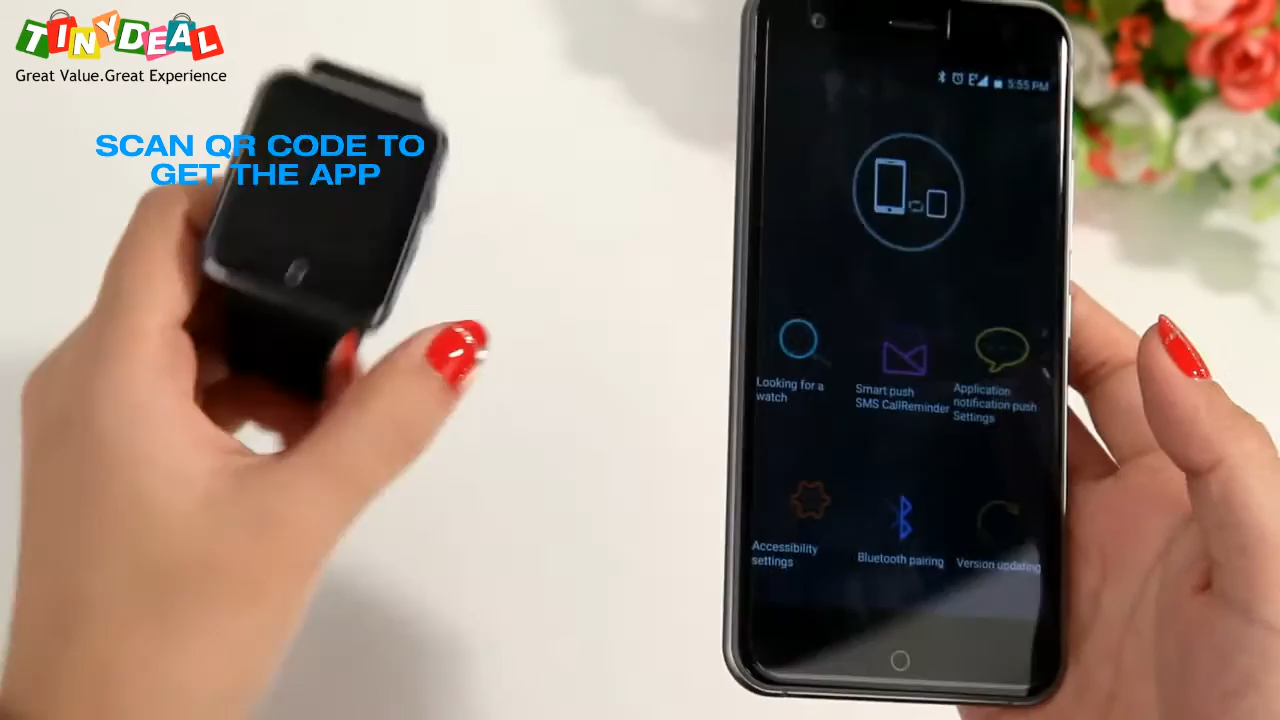 TINYDEAL
Great Value.Great Experience
SCAN QR CODE TO
GET THE APP
5:55 PM
Looking for a
watch
Smart push
SMS CallReminder
Application
notification push
Settings
Accessibility
settings
Bluetooth pairing
Version updating